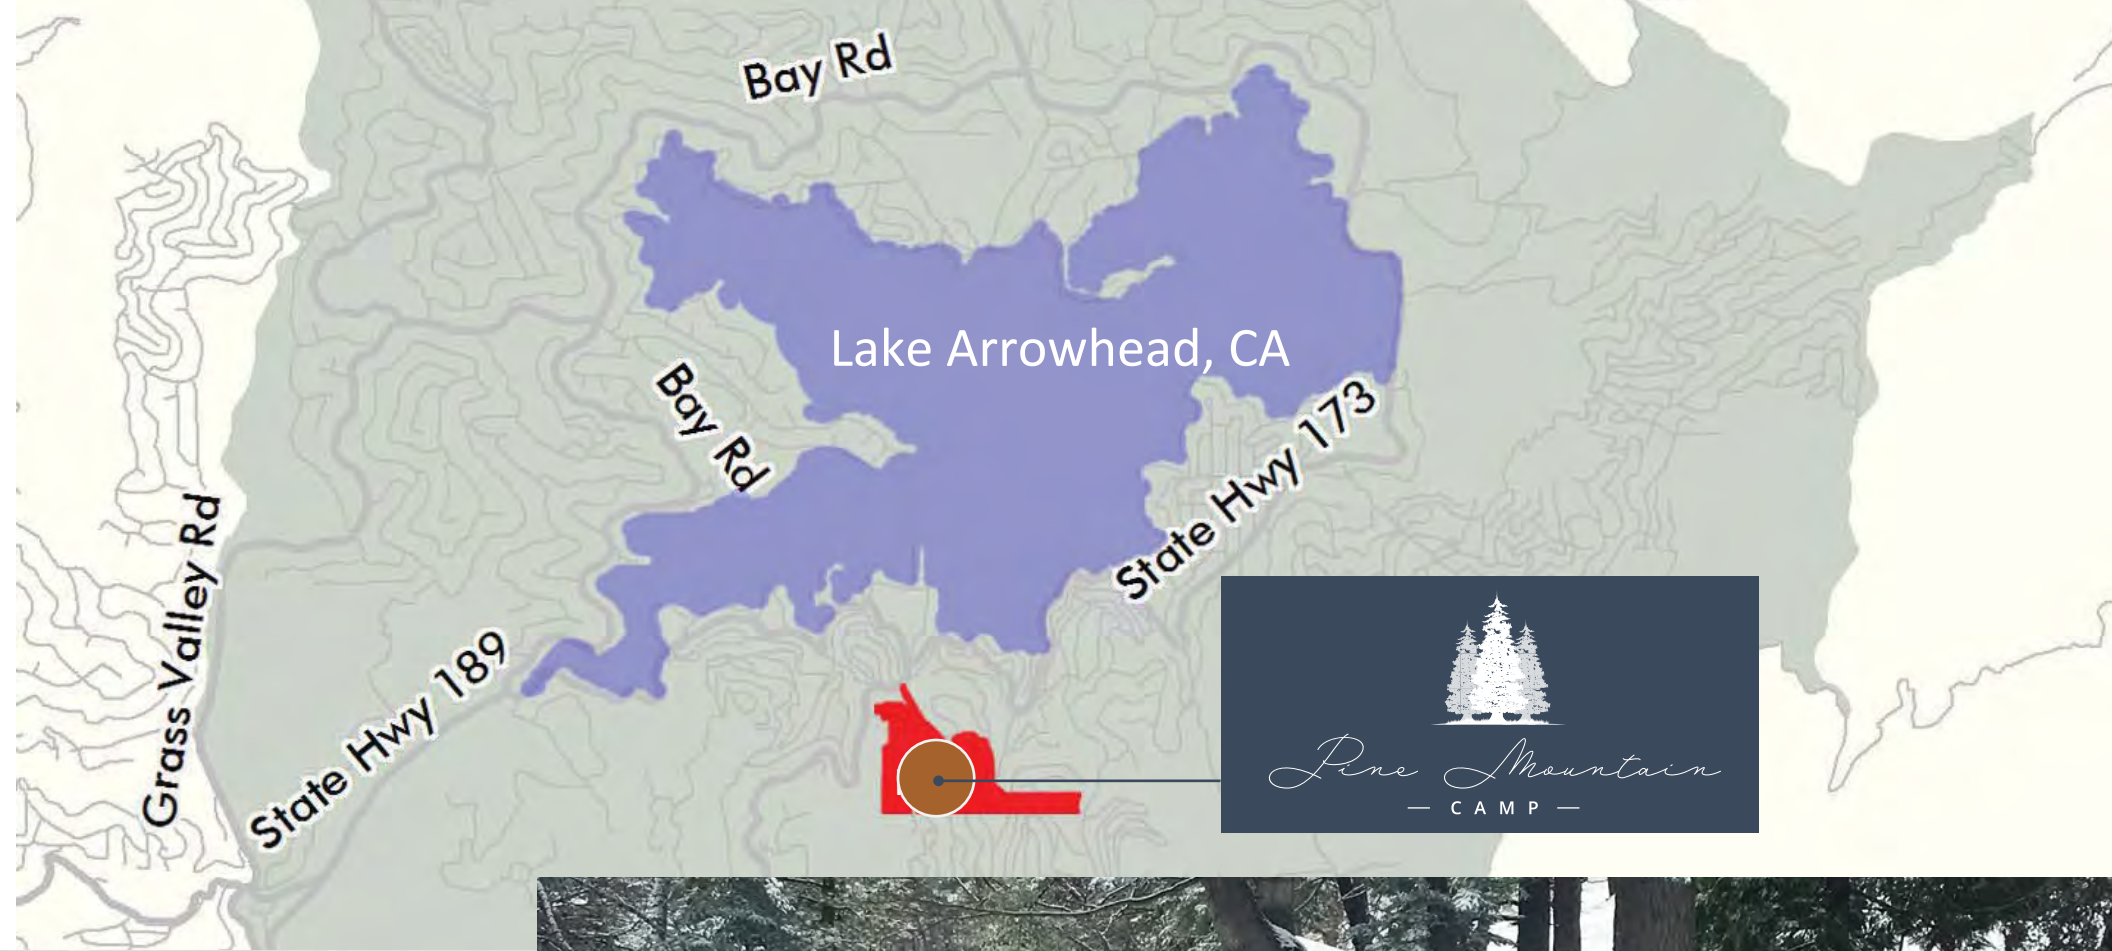 Bay Rd
Lake Arrowhead, CA
Bay Rd
State Hwy 173
Grass Valley Rd
State Hwy 189
Pine Mountain
— CAMP —